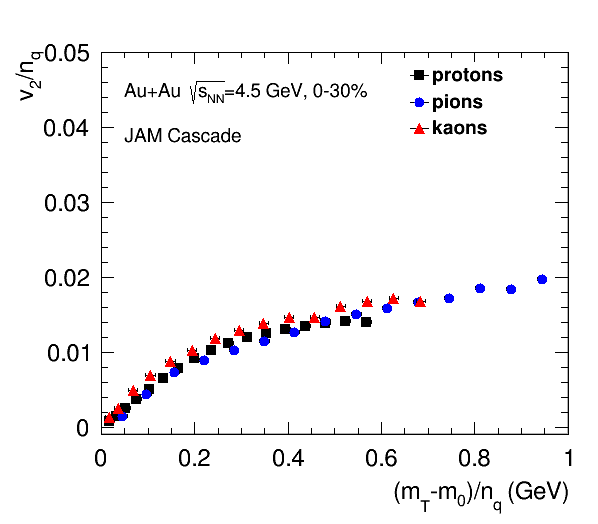 v2/nq
0.05
0.04
0.03
0.02
0.01
0
Au+Au √sNN=4.5 GeV, 0-30%
JAM Cascade
protons
pions
kaons
0 0.2 0.4 0.6 0.8 1
(mT-m0)/nq (GeV)